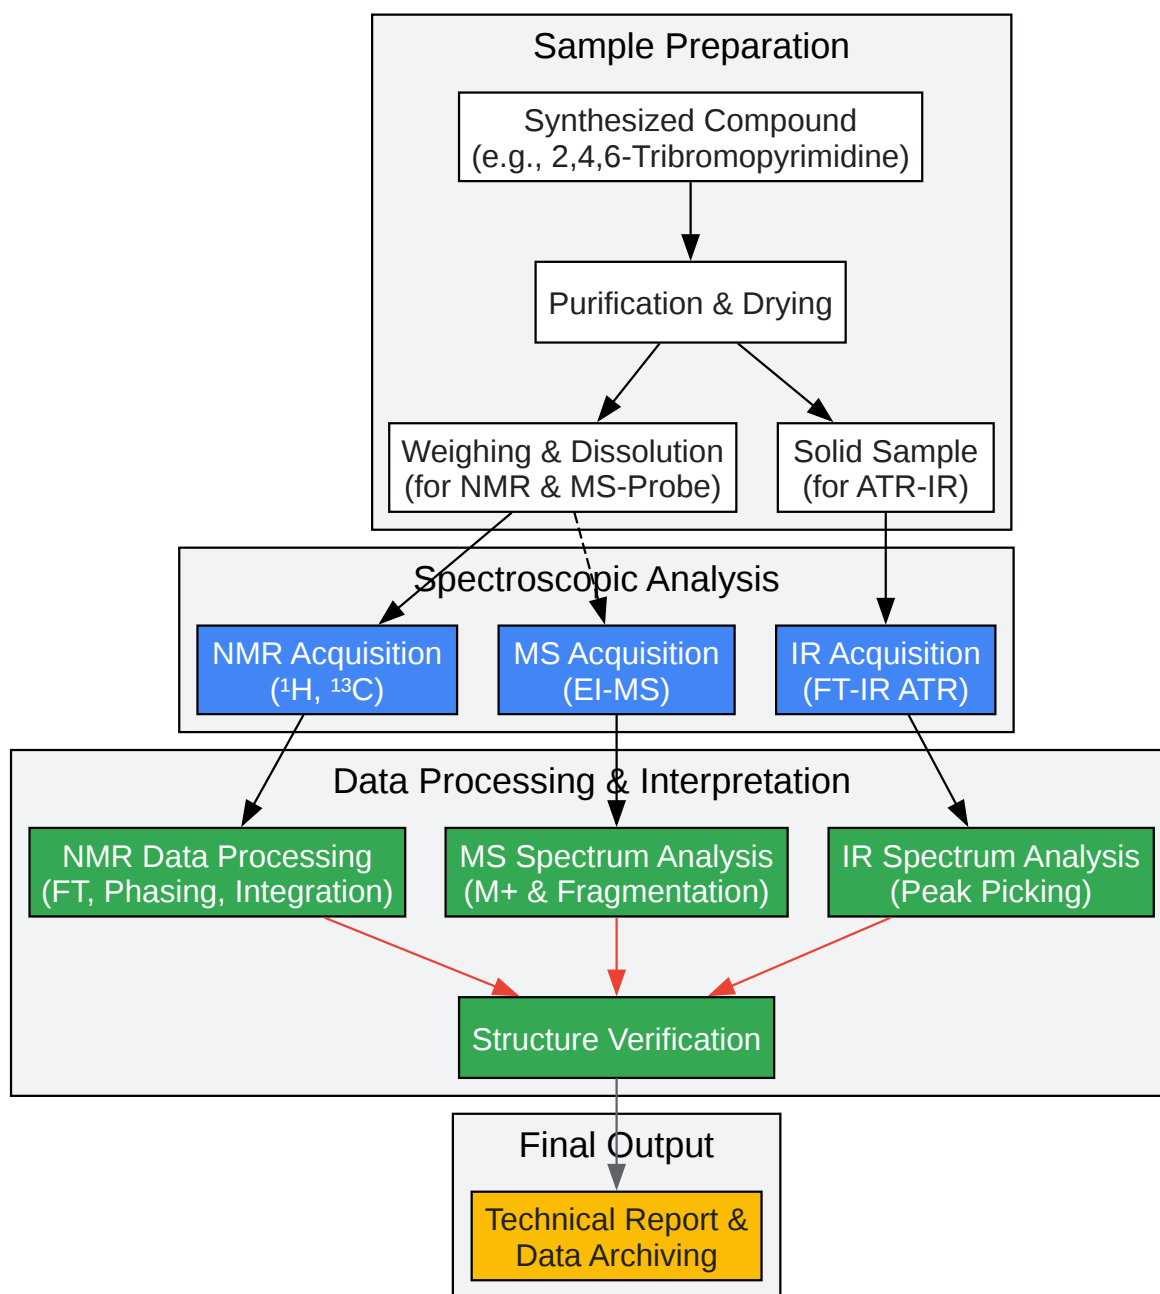 Sample Preparation
Synthesized Compound
(e.g., 2,4,6-Tribromopyrimidine)
Purification & Drying
Weighing & Dissolution
(for NMR & MS-Probe)
Solid Sample
(for ATR-IR)
Spectroscopic Analysis
NMR Acquisition
(¹H, ¹³C)
MS Acquisition
(EI-MS)
IR Acquisition
(FT-IR ATR)
Data Processing & Interpretation
NMR Data Processing
(FT, Phasing, Integration)
MS Spectrum Analysis
(M+ & Fragmentation)
IR Spectrum Analysis
(Peak Picking)
Structure Verification
Final Output
Technical Report &
Data Archiving